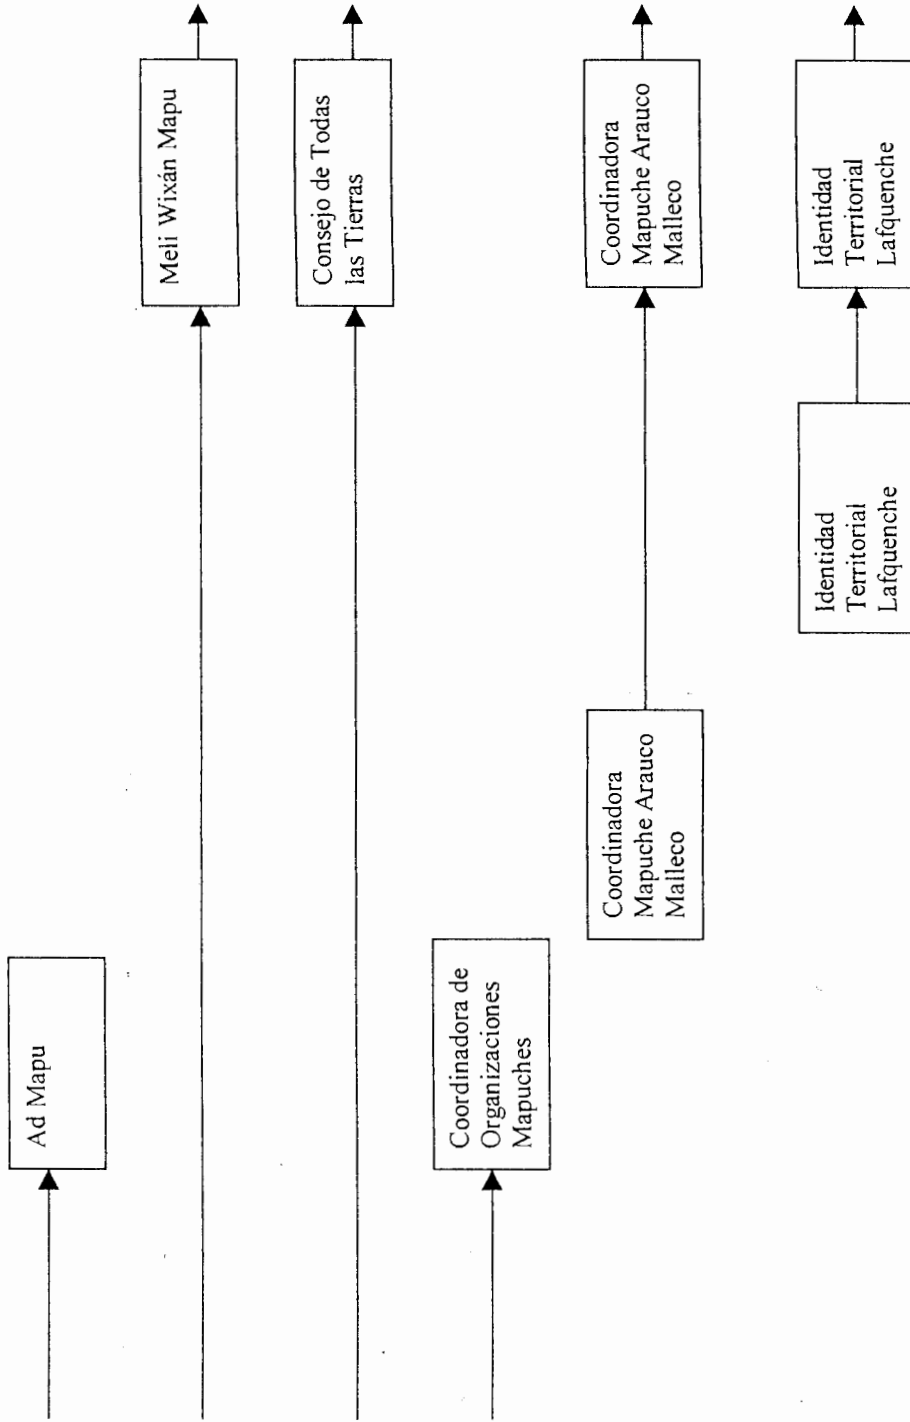 Ad Mapu
Meli Wixán Mapu
Consejo de Todas
las Tierras
Coordinadora de
Organizaciones
Mapuches
Coordinadora
Mapuche Arauco
Malleco
Coordinadora
Mapuche Arauco
Malleco
Identidad
Territorial
Lafquenche
Identidad
Territorial
Lafquenche